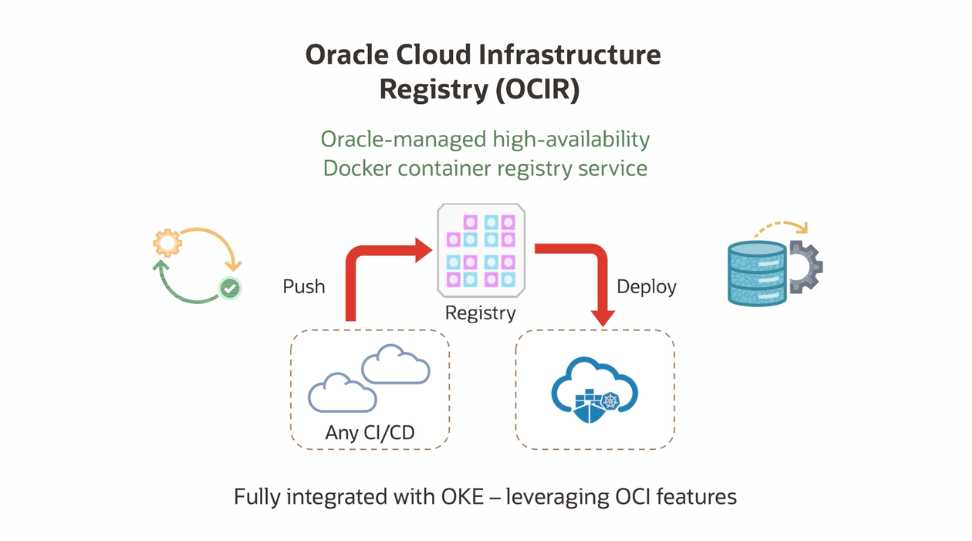 Oracle Cloud Infrastructure
Registry (OCIR)
Oracle-managed high-availability
Docker container registry service
Push
Deploy
Registry
Any CI/CD
Fully integrated with OKE – leveraging OCI features